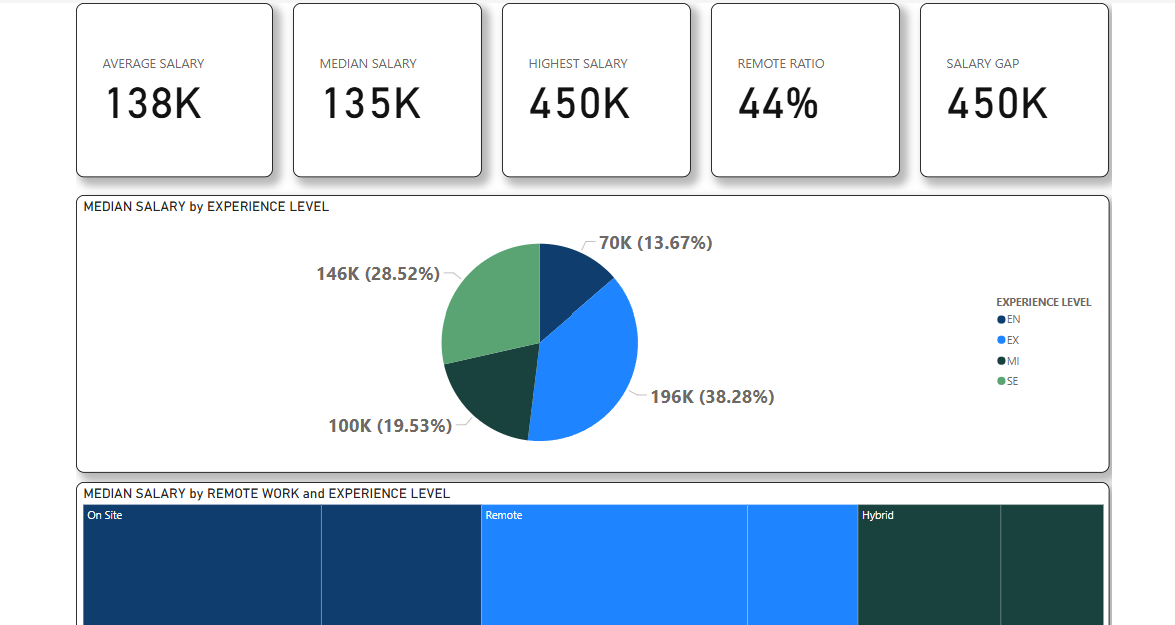 AVERAGE SALARY
138K
MEDIAN SALARY
135K
HIGHEST SALARY
450K
REMOTE RATIO
44%
SALARY GAP
450K
MEDIAN SALARY by EXPERIENCE LEVEL
70K (13.67%)
146K (28.52%)
196K (38.28%)
100K (19.53%)
EXPERIENCE LEVEL
EN
EX
MI
SE
MEDIAN SALARY by REMOTE WORK and EXPERIENCE LEVEL
On Site
Remote
Hybrid